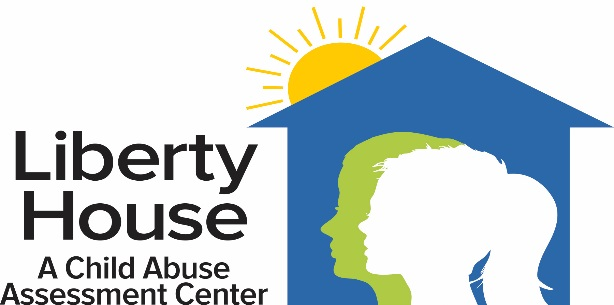 Liberty
House
A Child Abuse
Assessment Center